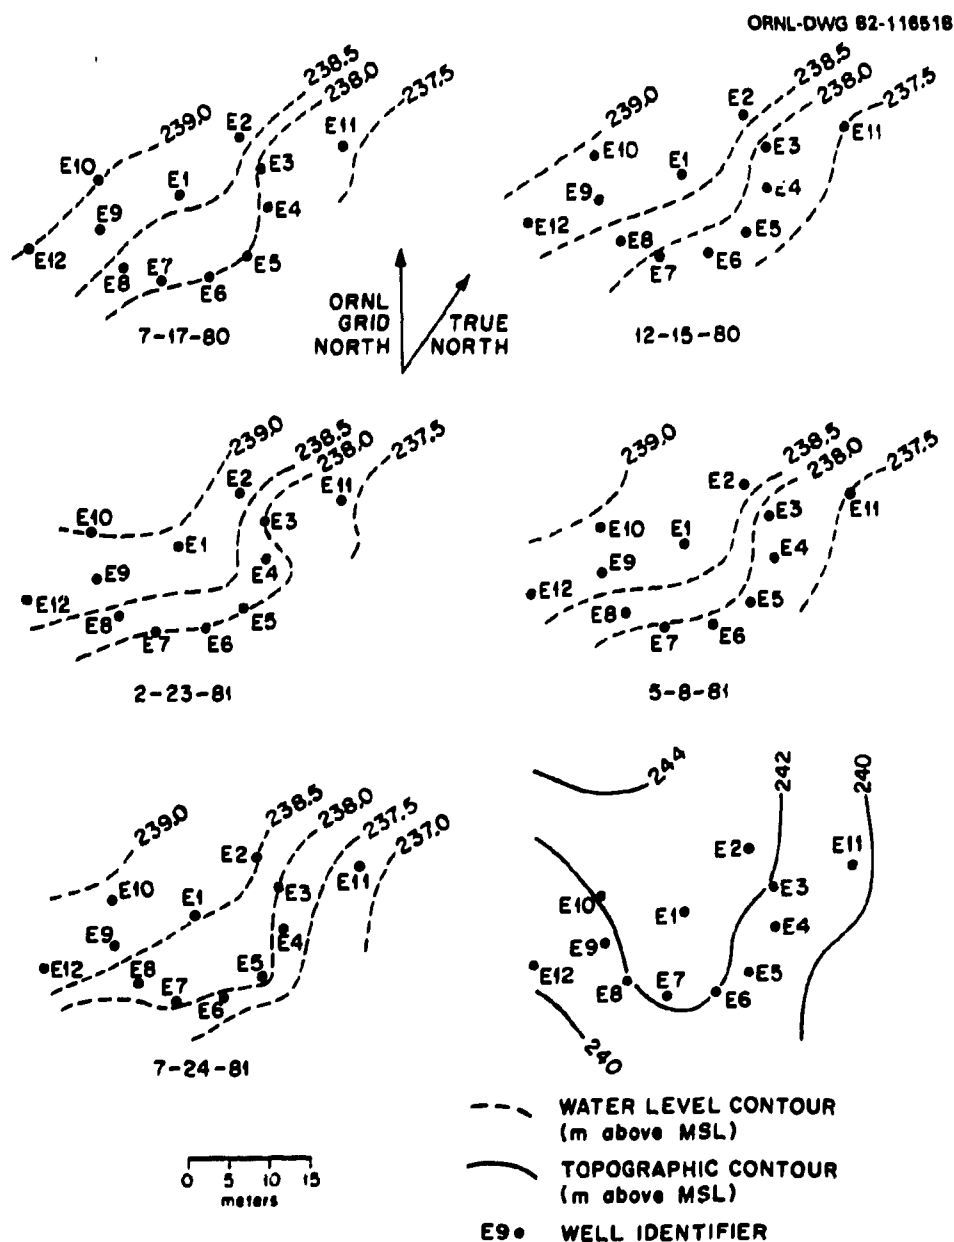 ORNL-DWG 82-11651B
239.0
238.5
238.0
237.5
E2
E11
E10
E3
E1
E4
E9
E12
E5
E8
E7
E6
7-17-80
239.0
238.5
238.0
237.5
E2
E11
E10
E3
E1
E4
E9
E12
E8
E5
E7
E6
12-15-80
ORNL
GRID
NORTH
TRUE
NORTH
239.0
238.5
238.0
237.5
E2
E11
E10
E3
E1
E4
E9
E12
E8
E5
E7
E6
2-23-81
239.0
238.5
238.0
237.5
E2
E11
E10
E3
E1
E4
E9
E12
E8
E5
E7
E6
5-8-81
239.0
238.5
238.0
237.5
237.0
E2
E11
E10
E3
E1
E4
E9
E12
E8
E5
E7
E6
7-24-81
244
242
240
E2
E11
E10
E3
E1
E4
E9
E12
E8
E7
E5
E6
240
WATER LEVEL CONTOUR
(m above MSL)
TOPOGRAPHIC CONTOUR
(m above MSL)
E9 WELL IDENTIFIER
0 5 10 15
meters